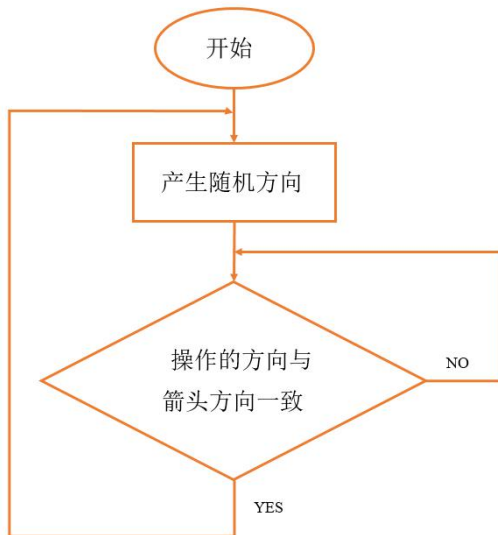 开始
产生随机方向
操作的方向与
箭头方向一致
NO
YES